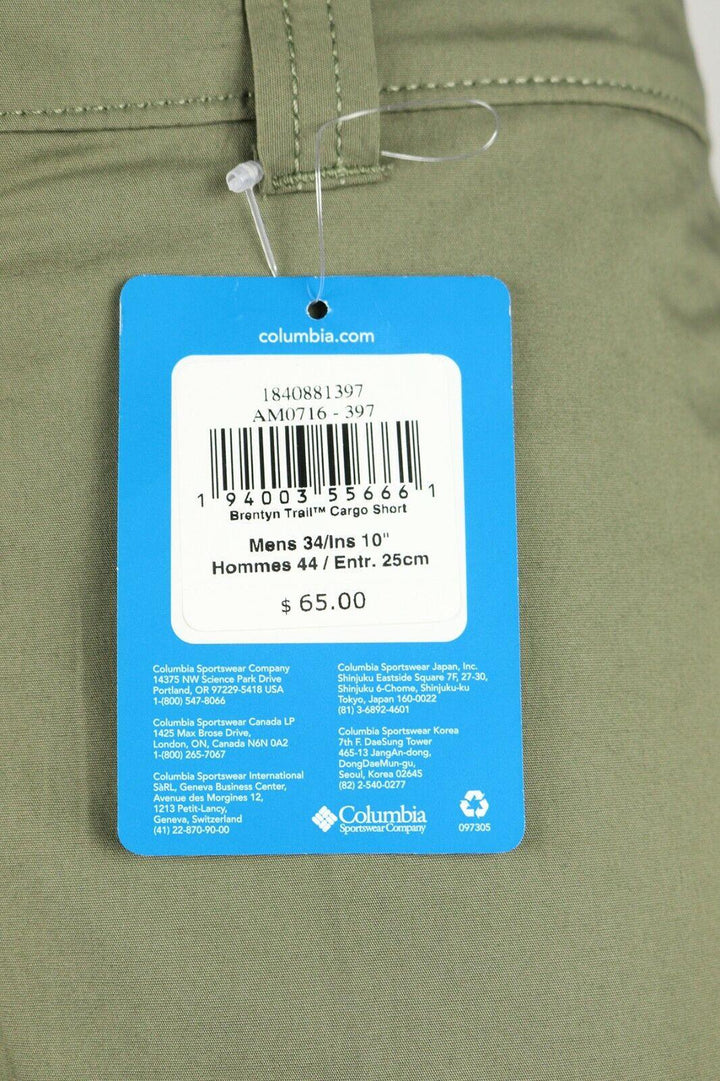 columbia.com
1840881397
AM0716 - 397
1 94003 55666 1
Brentyn Trail™ Cargo Short
Mens 34/Ins 10"
Hommes 44 / Entr. 25cm
$ 65.00
Columbia Sportswear Company
14375 NW Science Park Drive
Portland, OR 97229-5418 USA
1-(800) 547-8066
Columbia Sportswear Canada LP
1425 Max Brose Drive,
London, ON, Canada N6N 0A2
1-(800) 265-7067
Columbia Sportswear International
SàRL, Geneva Business Center,
Avenue des Morgines 12,
1213 Petit-Lancy,
Geneva, Switzerland
(41) 22-870-90-00
Columbia Sportswear Japan, Inc.
Shinjuku Eastside Square 7F, 27-30,
Shinjuku 6-Chome, Shinjuku-ku
Tokyo, Japan 160-0022
(81) 3-6892-4601
Columbia Sportswear Korea
7th F. DaeSung Tower
465-13 JangAn-dong,
DongDaeMun-gu,
Seoul, Korea 02645
(82) 2-540-0277
Columbia
Sportswear Company
097305